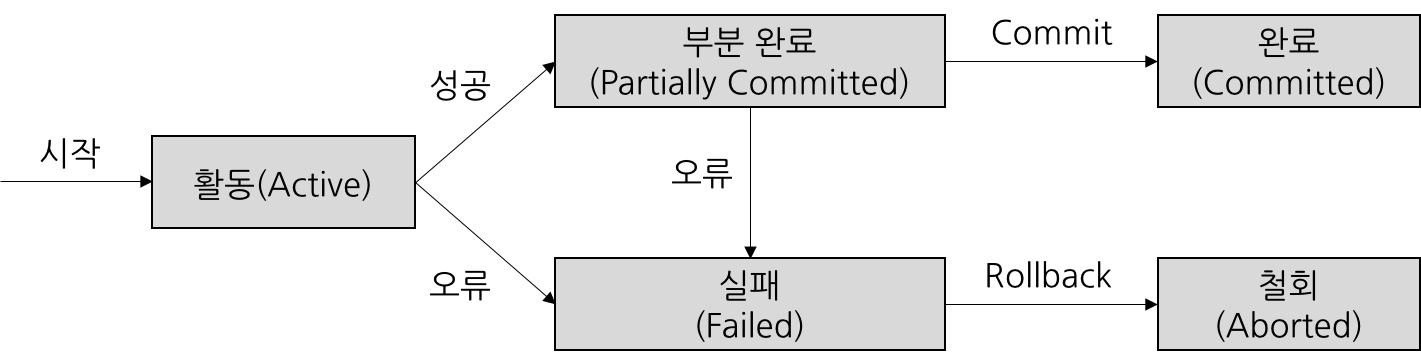 시작
활동(Active)
성공
오류
부분 완료
(Partially Committed)
오류
실패
(Failed)
Commit
완료
(Committed)
Rollback
철회
(Aborted)